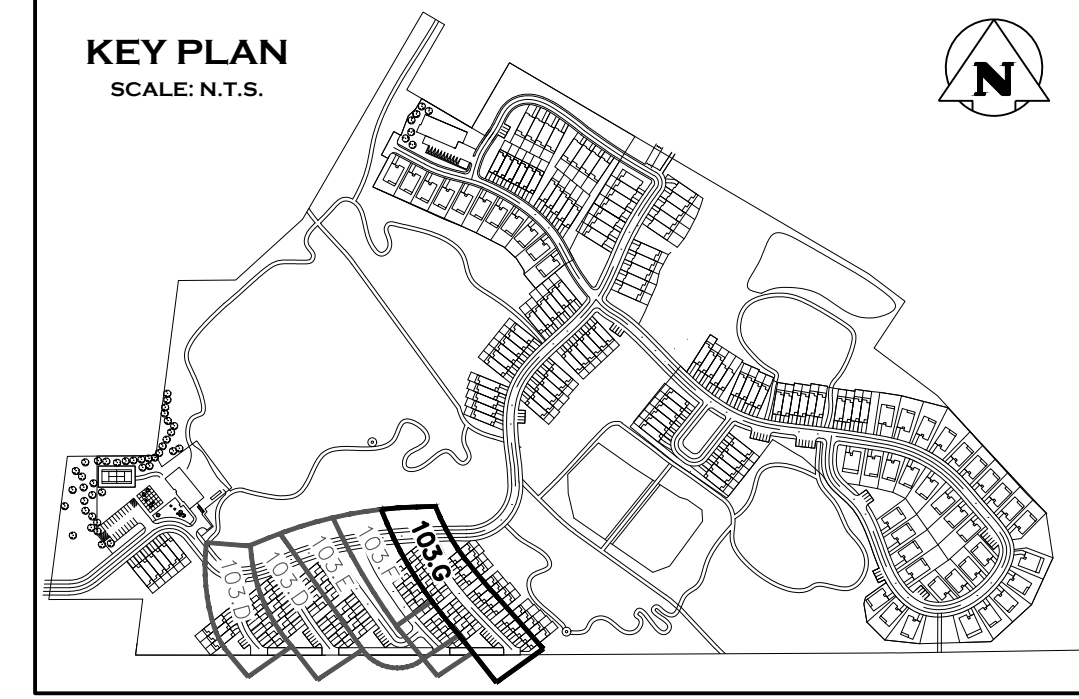 KEY PLAN
SCALE: N.T.S.
N
103.D
103.D
103.E
103.F
103.G